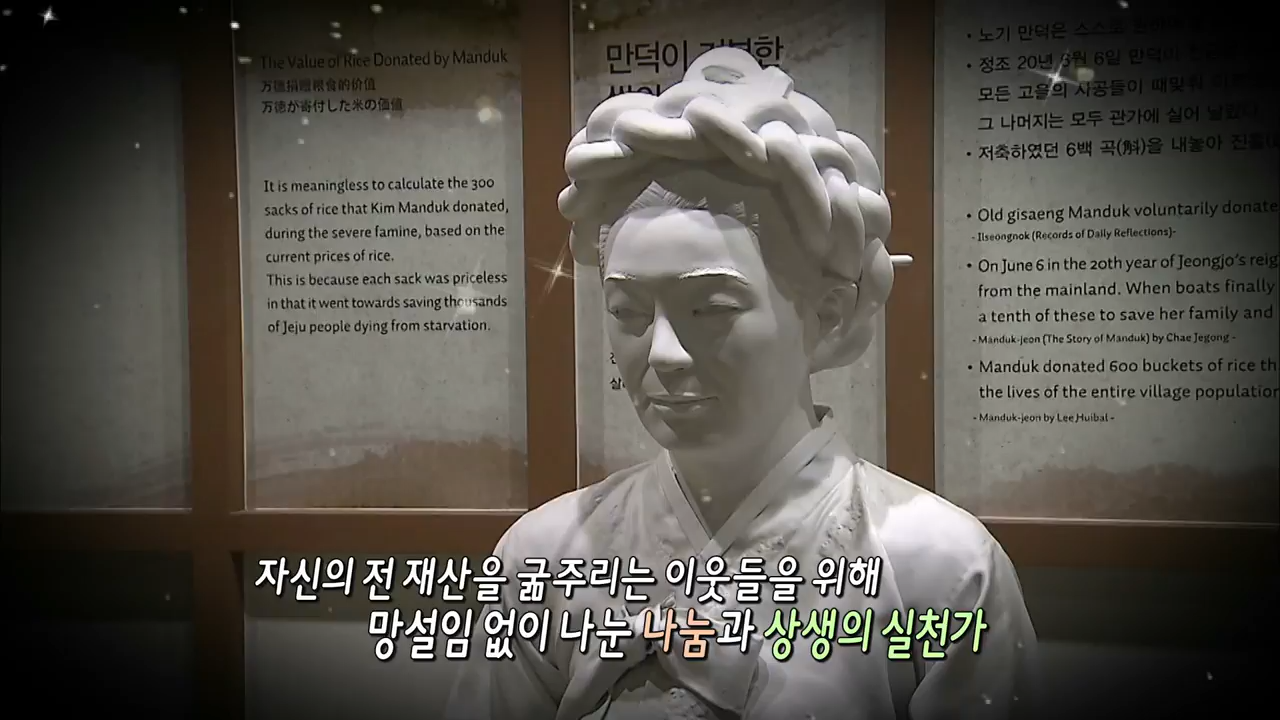 The Value of Rice Donated by Manduk
万德捐赠粮食的价值
万徳が寄付した米の価値
It is meaningless to calculate the 300
sacks of rice that Kim Manduk donated,
during the severe famine, based on the
current prices of rice.
This is because each sack was priceless
in that it went towards saving thousands
of Jeju people dying from starvation.
만덕이
노기 만덕은
정조 20년 6월 6일 만덕이
모든 고을의 사공들이 때맞춰
그 나머지는 모두 관가에 실어
저축하였던 6백 곡(斛)을 내놓아
• Old gisaeng Manduk voluntarily donate
- Ilseongnok (Records of Daily Reflections)-
• On June 6 in the 20th year of Jeongjo's reig
from the mainland. When boats finally
a tenth of these to save her family and
- Manduk-jeon (The Story of Manduk) by Chae Jegong -
• Manduk donated 600 buckets of rice th
the lives of the entire village population
- Manduk-jeon by Lee Huibal -
자신의 전 재산을 굶주리는 이웃들을 위해
망설임 없이 나눈 나눔과 상생의 실천가